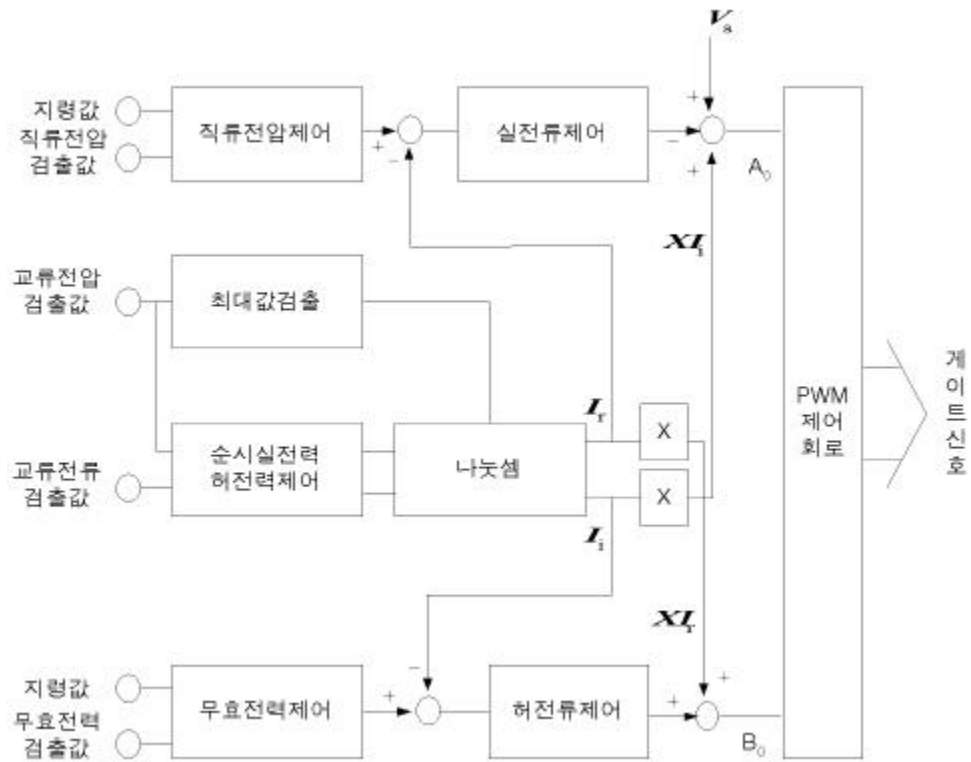 V_s
지령값
직류전압
검출값
직류전압제어
+
−
실전류제어
+
−
+
A₀
XI_i
교류전압
검출값
최대값검출
I_r
X
교류전류
검출값
순시실전력
허전력제어
나눗셈
X
I_i
PWM
제어
회로
게
이
트
신
호
XI_r
지령값
무효전력
검출값
무효전력제어
−
+
허전류제어
+
+
B₀